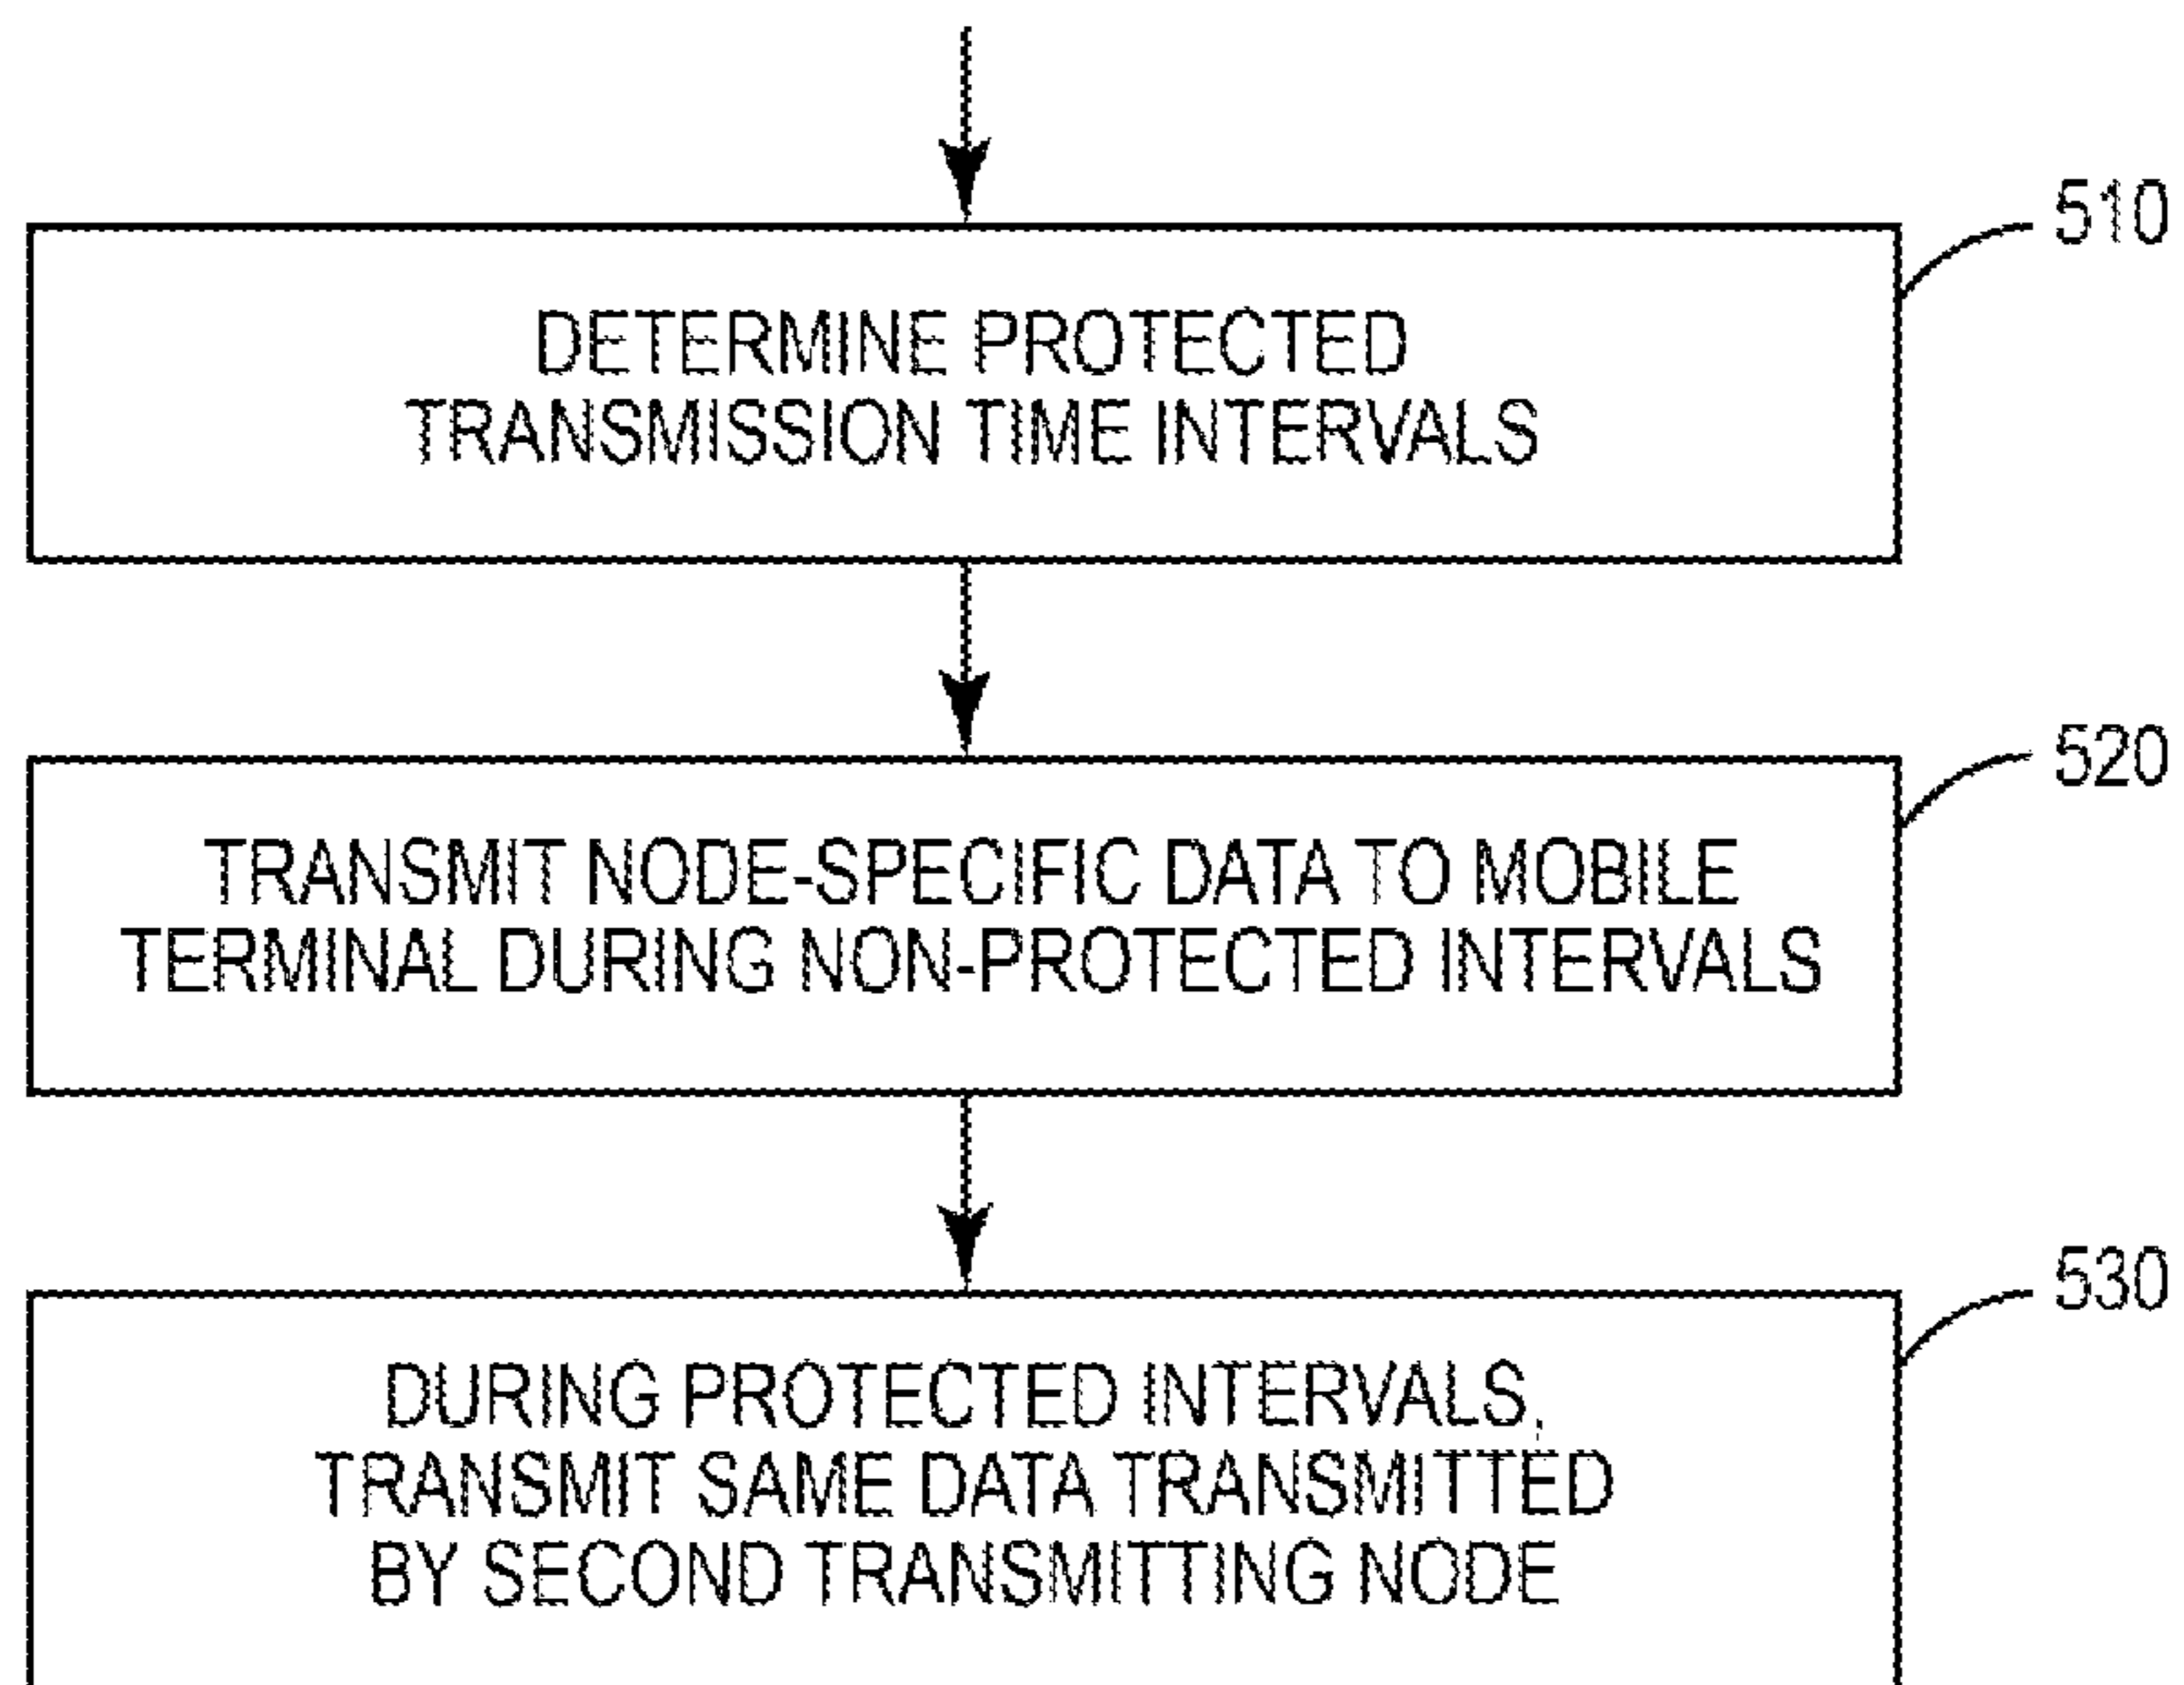 510
DETERMINE PROTECTED
TRANSMISSION TIME INTERVALS
520
TRANSMIT NODE-SPECIFIC DATA TO MOBILE
TERMINAL DURING NON-PROTECTED INTERVALS
530
DURING PROTECTED INTERVALS,
TRANSMIT SAME DATA TRANSMITTED
BY SECOND TRANSMITTING NODE